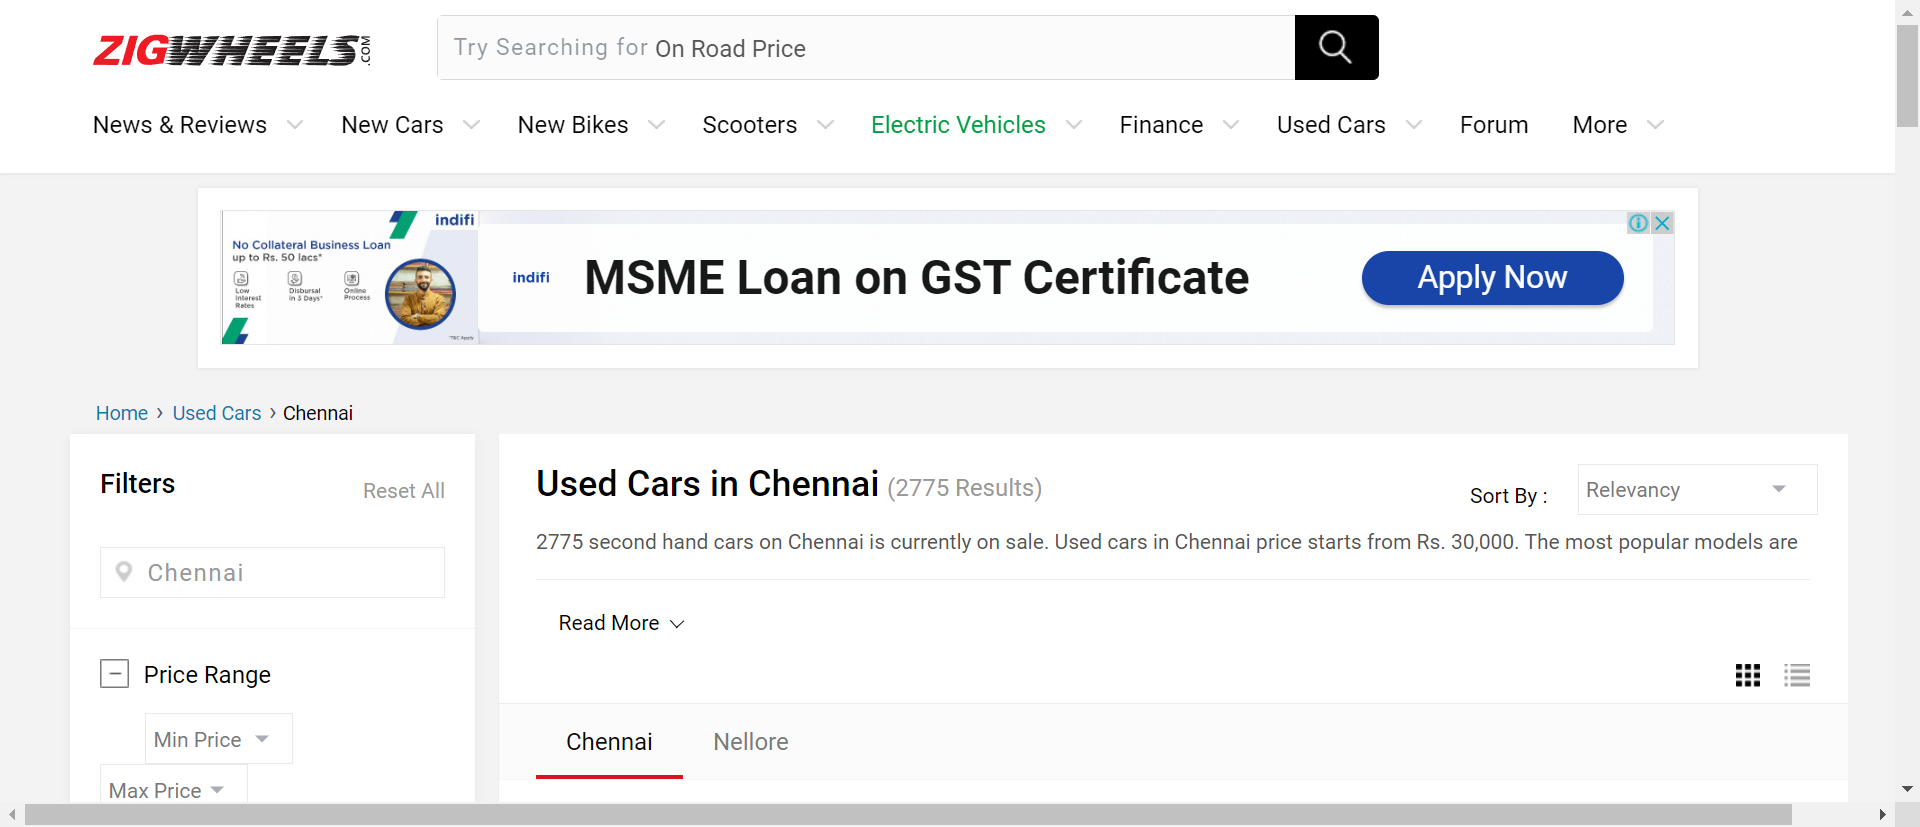 ZIGWHEELS.COM
Try Searching for On Road Price
News & Reviews New Cars New Bikes Scooters Electric Vehicles Finance Used Cars Forum More
indifi
No Collateral Business Loan
up to Rs. 50 lacs*
Low Interest Rates
Disbursal in 3 Days*
Online Process
*T&C Apply
indifi
MSME Loan on GST Certificate
Apply Now
Home › Used Cars › Chennai
Filters
Reset All
Chennai
Price Range
Min Price
Max Price
Used Cars in Chennai (2775 Results)
Sort By :
Relevancy
2775 second hand cars on Chennai is currently on sale. Used cars in Chennai price starts from Rs. 30,000. The most popular models are
Read More
Chennai
Nellore